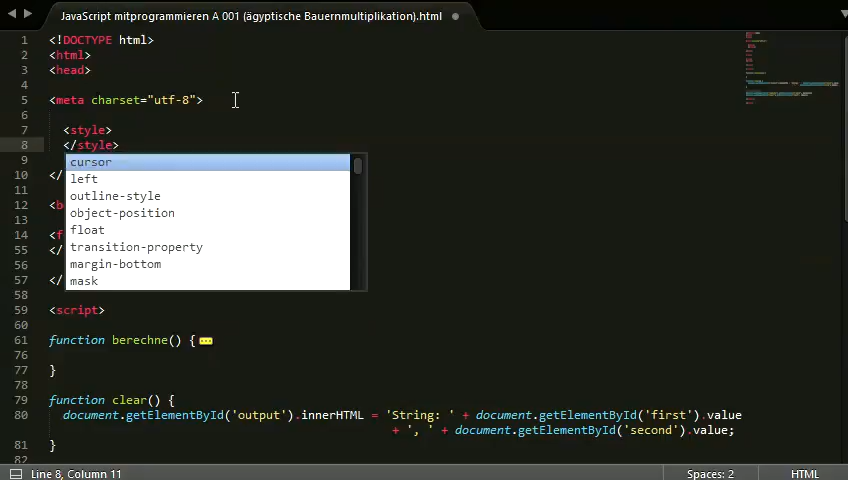 JavaScript mitprogrammieren A 001 (ägyptische Bauernmultiplikation).html
1 <!DOCTYPE html>
2 <html>
3 <head>
4
5 <meta charset="utf-8">
6
7 <style>
8 </style>
9 cursor
left
10 </
11 outline-style
12 <b
object-position
13 float
14 <f
55 </
transition-property
56 margin-bottom
57 </
mask
58
59 <script>
60
61 function berechne() {
76
77 }
78
79 function clear() {
80 document.getElementById('output').innerHTML = 'String: ' + document.getElementById('first').value
+ ', ' + document.getElementById('second').value;
81 }
82
Line 8, Column 11 Spaces: 2 HTML